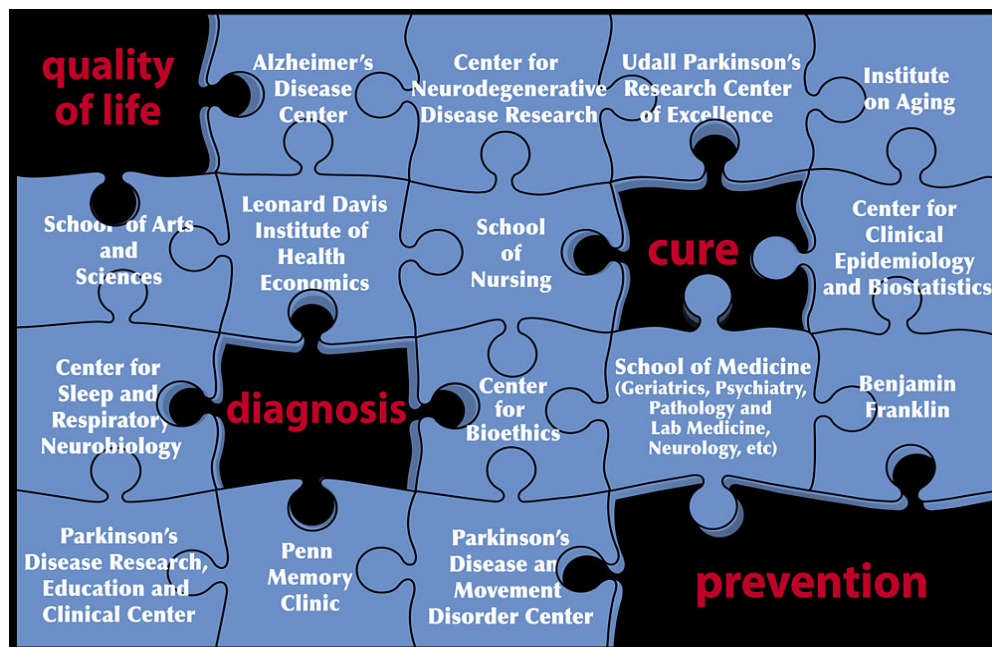 quality
of life
Alzheimer's
Disease
Center
Center for
Neurodegenerative
Disease Research
Udall Parkinson's
Research Center
of Excellence
Institute
on Aging
School of Arts
and
Sciences
Leonard Davis
Institute of
Health
Economics
School
of
Nursing
cure
Center for
Clinical
Epidemiology
and Biostatistics
Center for
Sleep and
Respiratory
Neurobiology
diagnosis
Center
for
Bioethics
School of Medicine
(Geriatrics, Psychiatry,
Pathology and
Lab Medicine,
Neurology, etc)
Benjamin
Franklin
Parkinson's
Disease Research,
Education and
Clinical Center
Penn
Memory
Clinic
Parkinson's
Disease an
Movement
Disorder Center
prevention